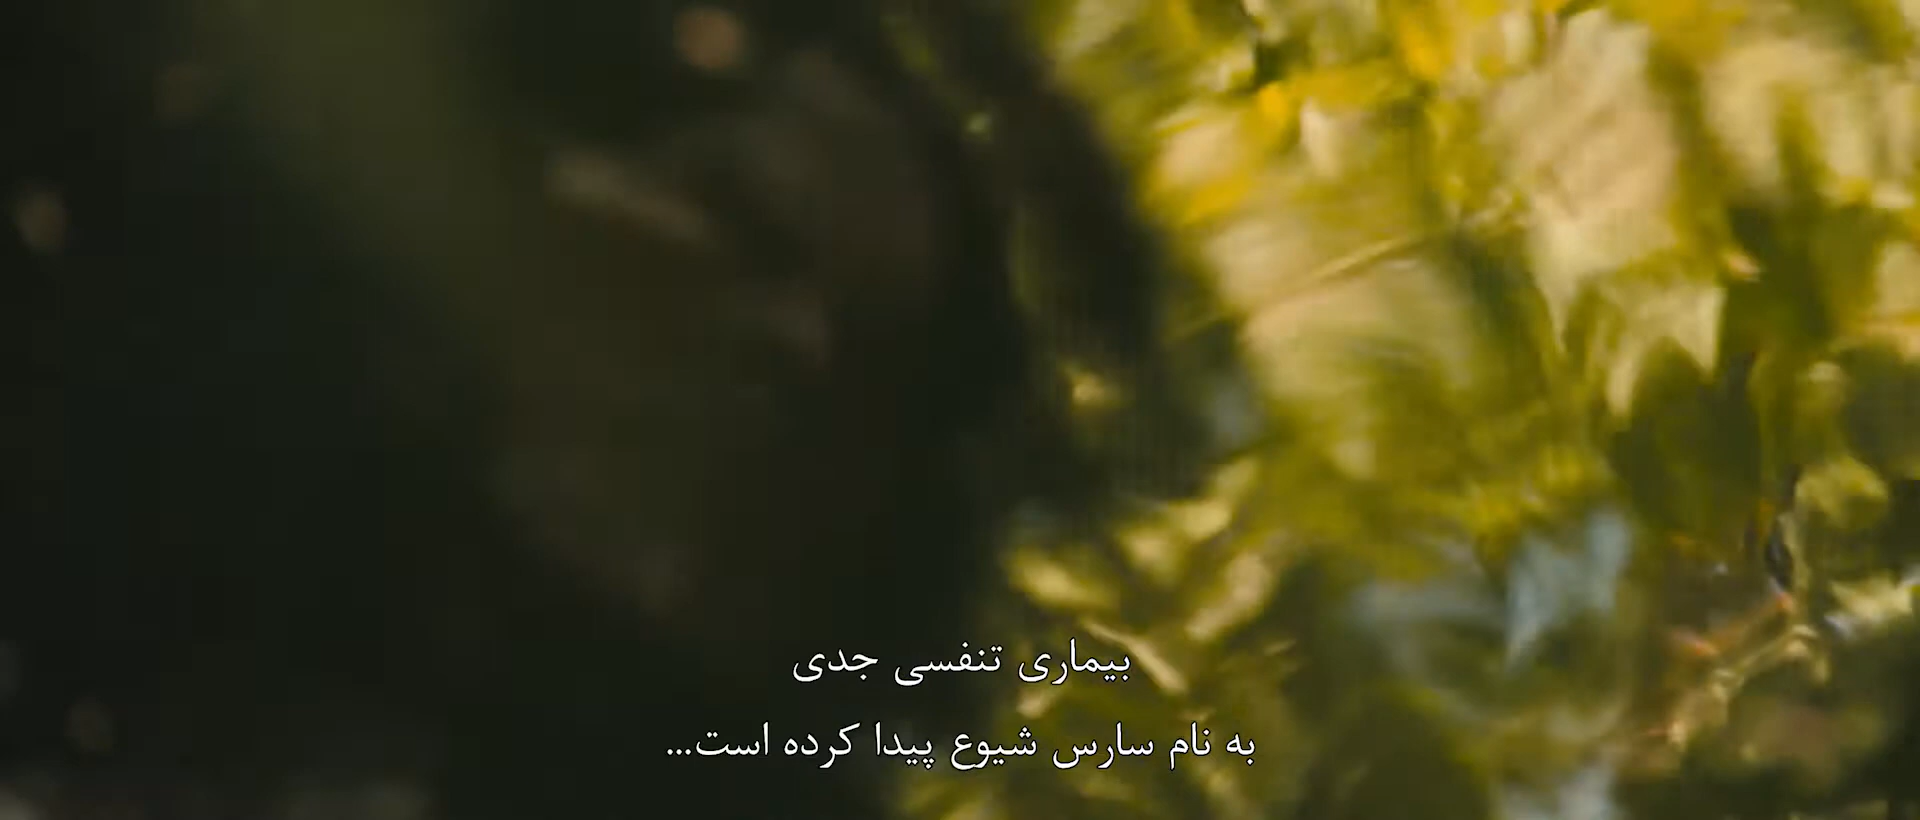 بیماری تنفسی جدی
به نام سارس شیوع پیدا کرده است...